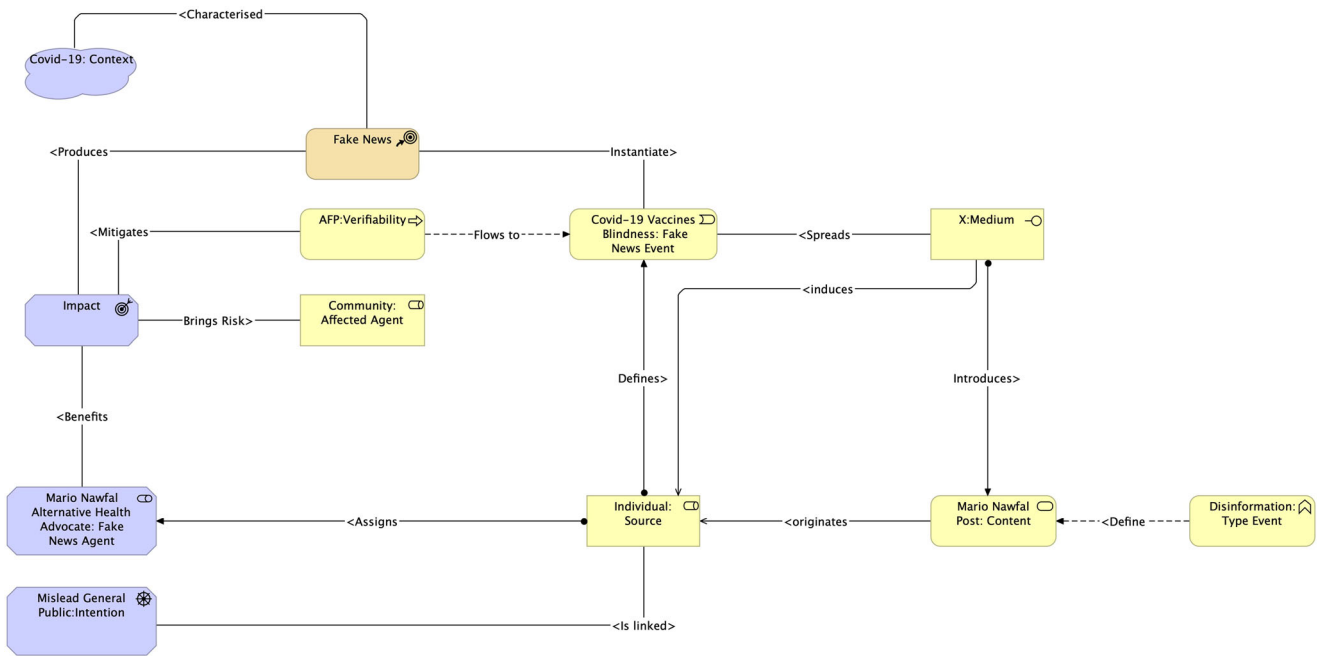 <Characterised
Covid-19: Context
Fake News
<Produces
Instantiate>
AFP:Verifiability
Covid-19 Vaccines
Blindness: Fake
News Event
X:Medium
<Mitigates
Flows to
<Spreads
<induces
Impact
Community:
Affected Agent
Brings Risk>
Defines>
Introduces>
<Benefits
Mario Nawfal
Alternative Health
Advocate: Fake
News Agent
<Assigns
Individual:
Source
<originates
Mario Nawfal
Post: Content
<Define
Disinformation:
Type Event
Mislead General
Public:Intention
<Is linked>